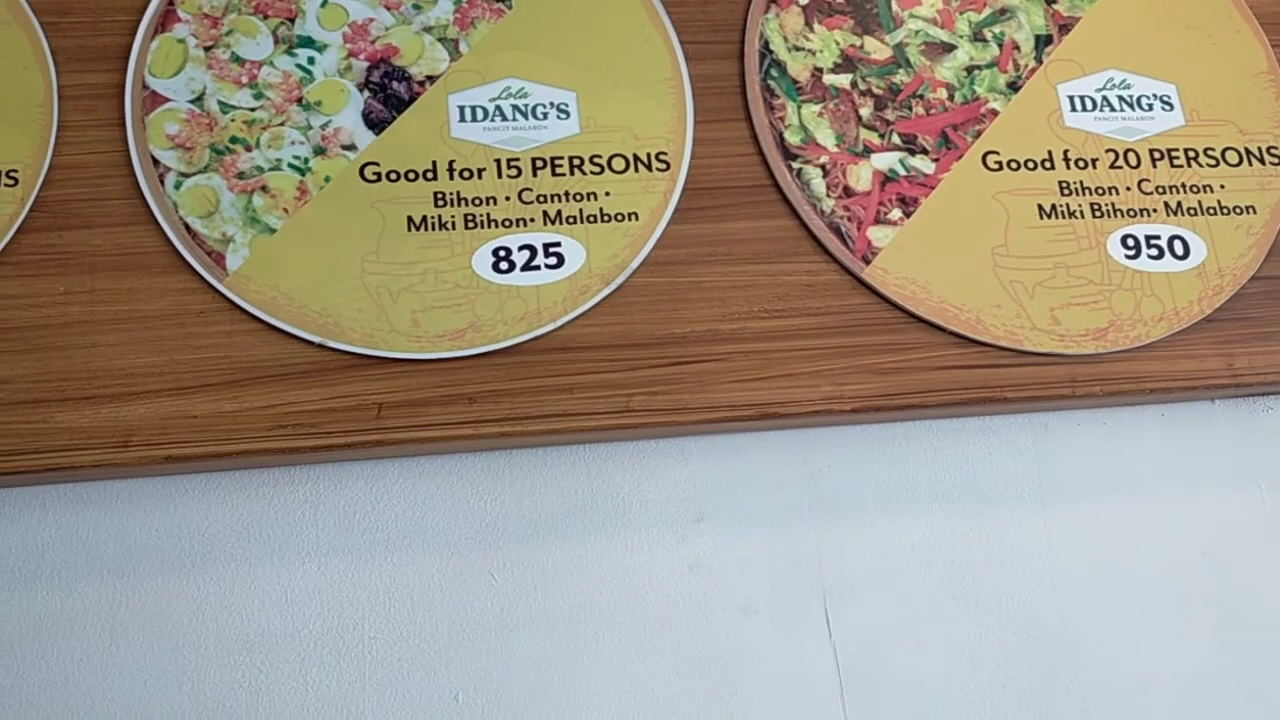 Lola
IDANG'S
PANCIT MALABON
Good for 15 PERSONS
Bihon • Canton •
Miki Bihon• Malabon
825
Lola
IDANG'S
PANCIT MALABON
Good for 20 PERSONS
Bihon • Canton •
Miki Bihon• Malabon
950